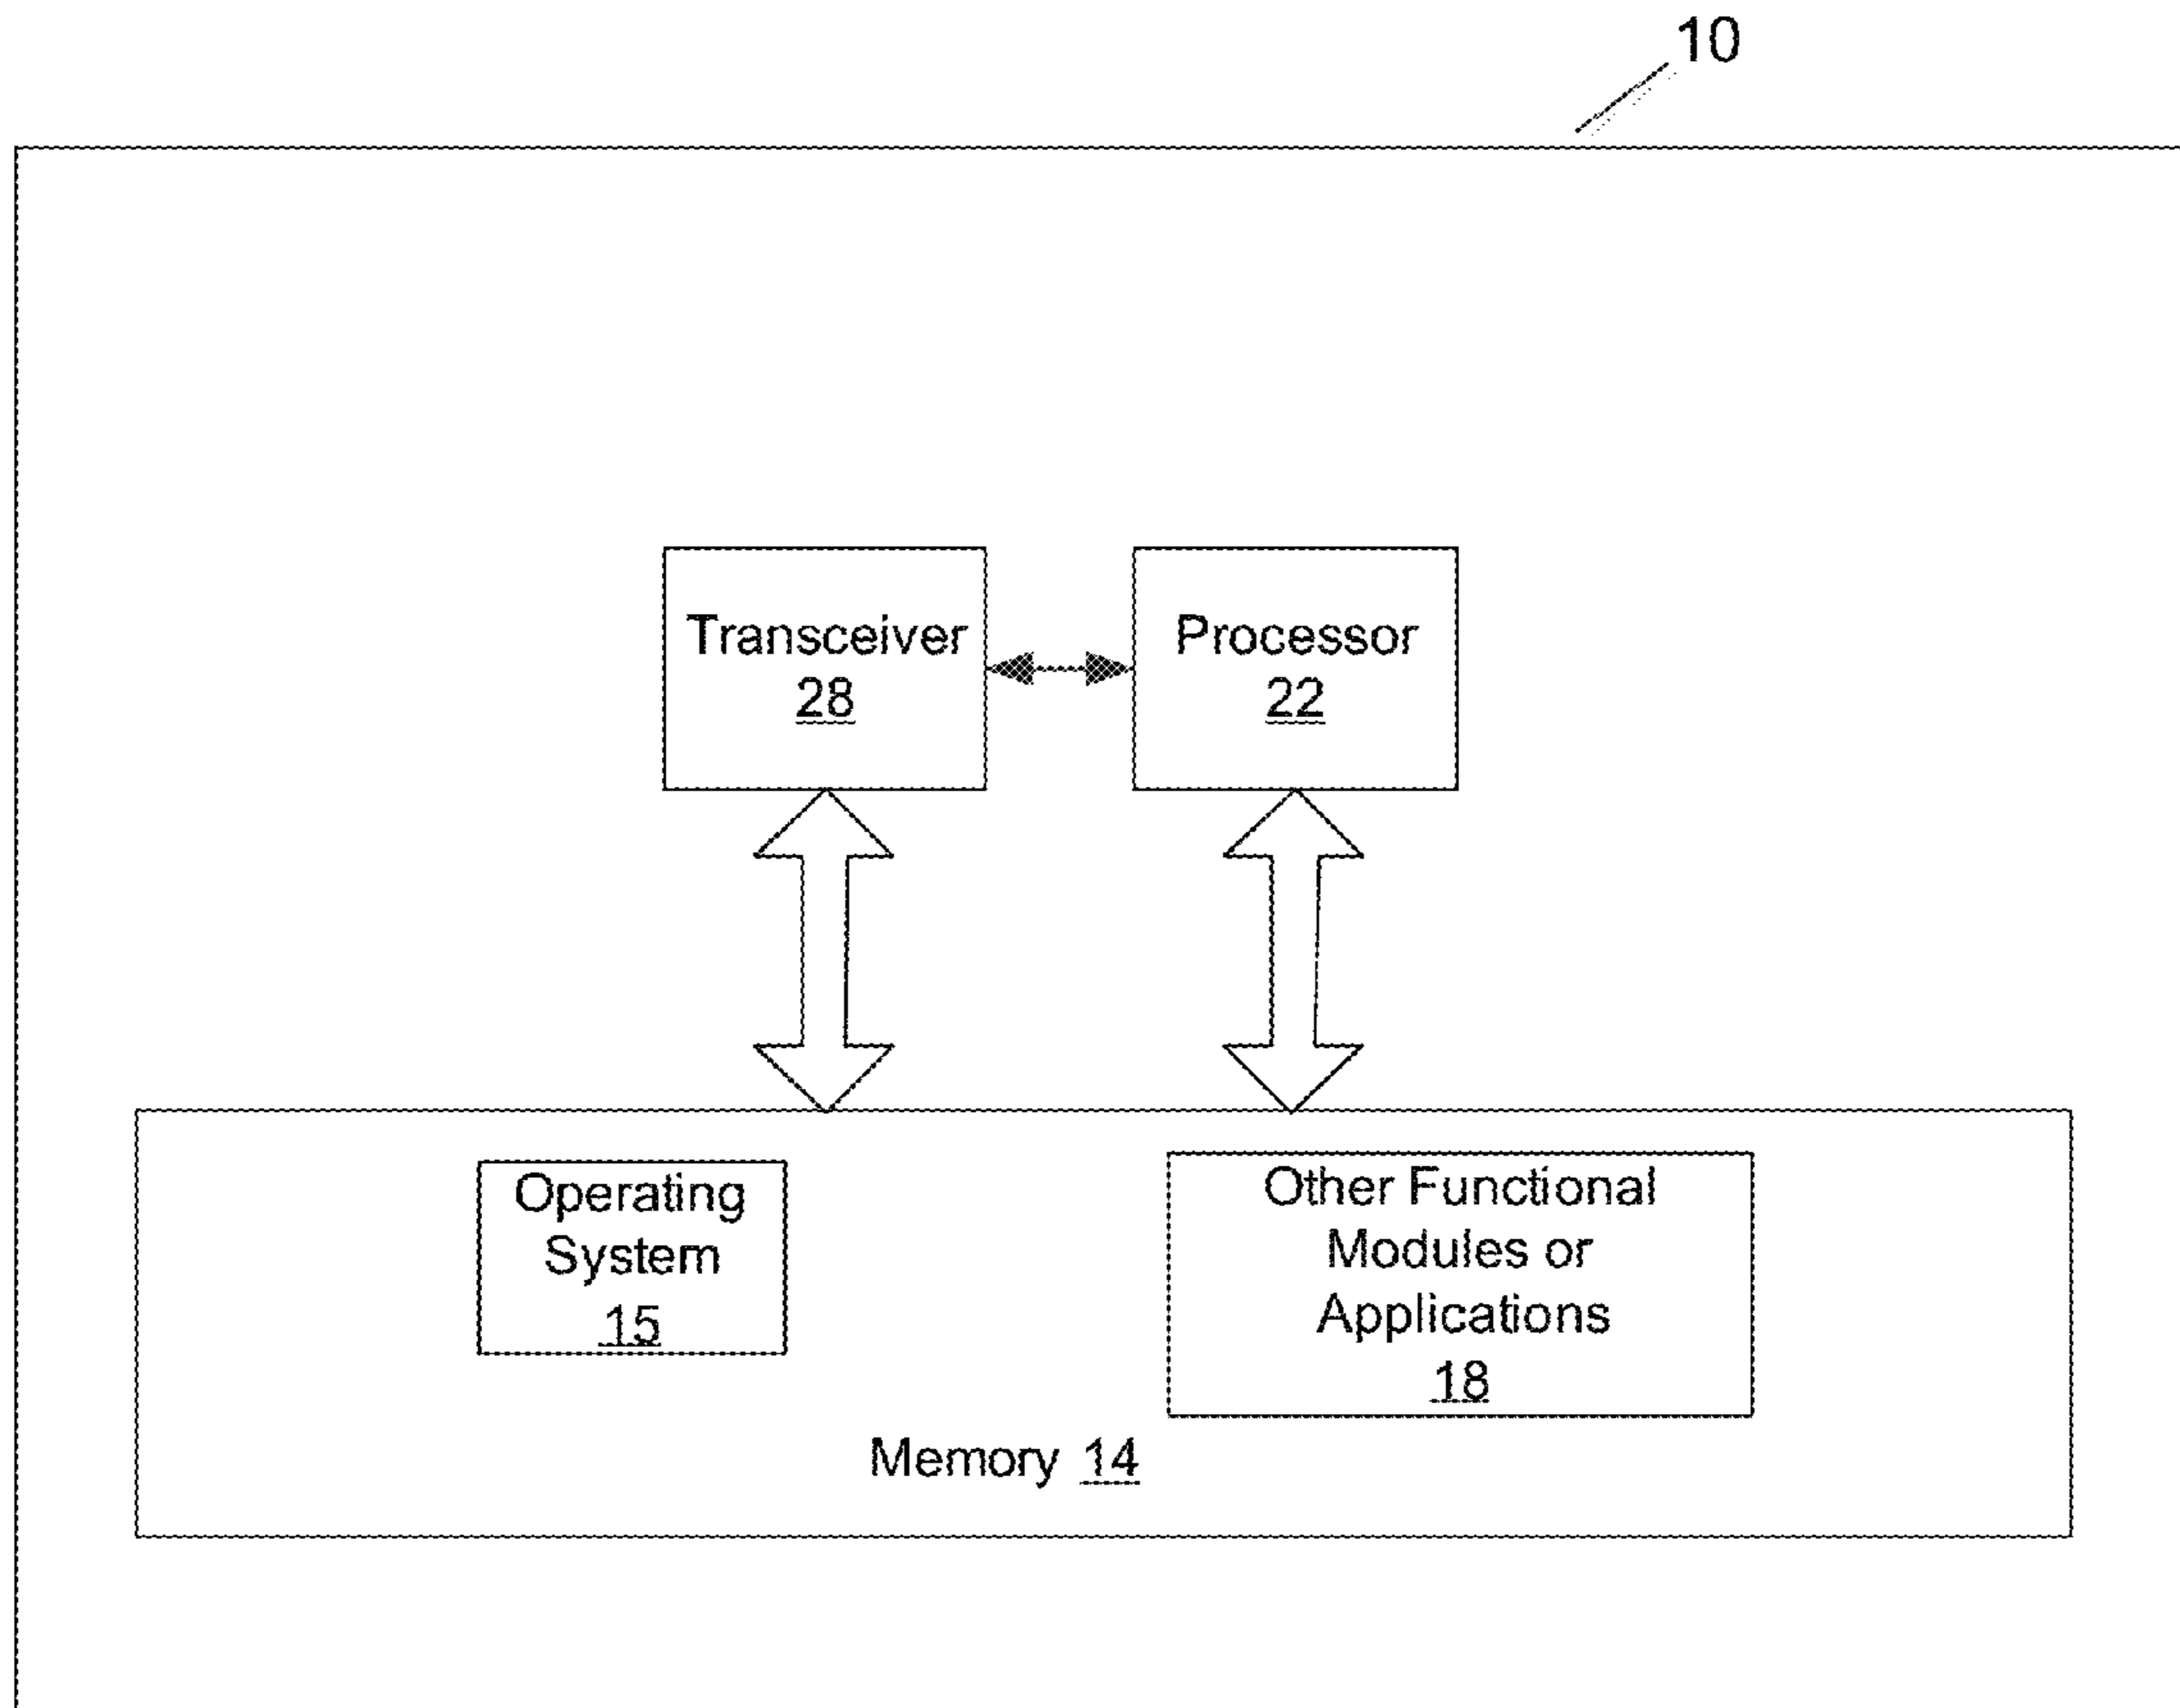 10
Transceiver
28
Processor
22
Operating
System
15
Other Functional
Modules or
Applications
18
Memory 14